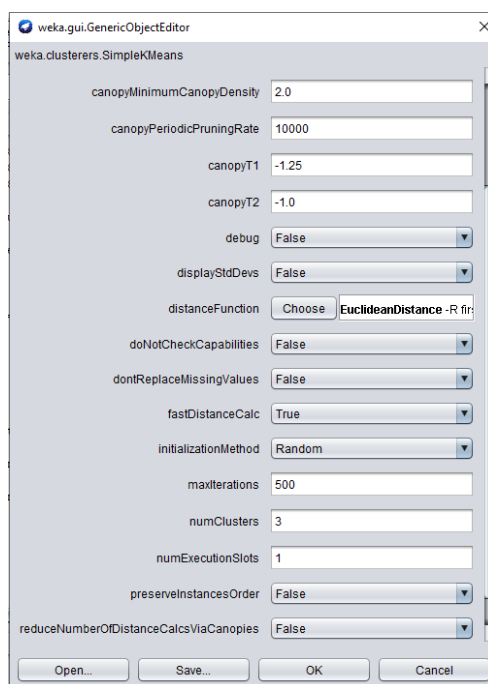 weka.gui.GenericObjectEditor
weka.clusterers.SimpleKMeans
canopyMinimumCanopyDensity 2.0
canopyPeriodicPruningRate 10000
canopyT1 -1.25
canopyT2 -1.0
debug False
displayStdDevs False
distanceFunction Choose EuclideanDistance -R firs
doNotCheckCapabilities False
dontReplaceMissingValues False
fastDistanceCalc True
initializationMethod Random
maxIterations 500
numClusters 3
numExecutionSlots 1
preserveInstancesOrder False
reduceNumberOfDistanceCalcsViaCanopies False
Open... Save... OK Cancel